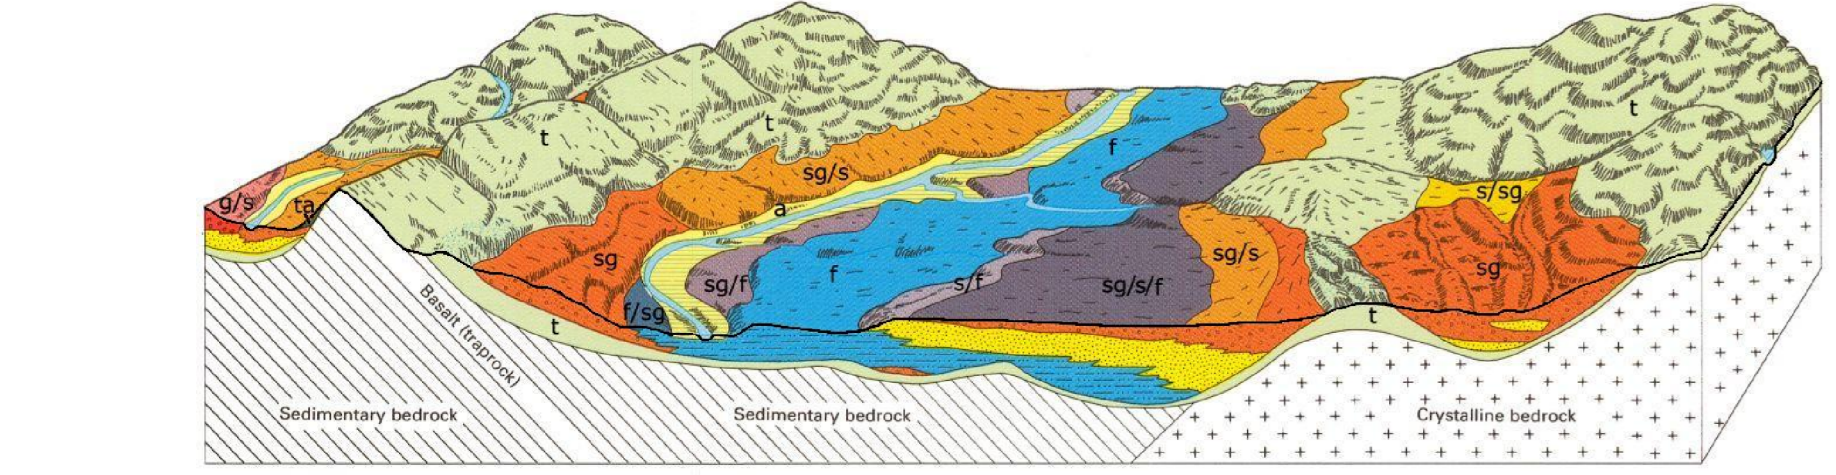 t
t
t
f
sg/s
s/sg
g/s
ta
a
sg/s
sg
sg
f
sg/f
s/f
sg/s/f
f/sg
t
t
Basalt (traprock)
Sedimentary bedrock
Sedimentary bedrock
Crystalline bedrock